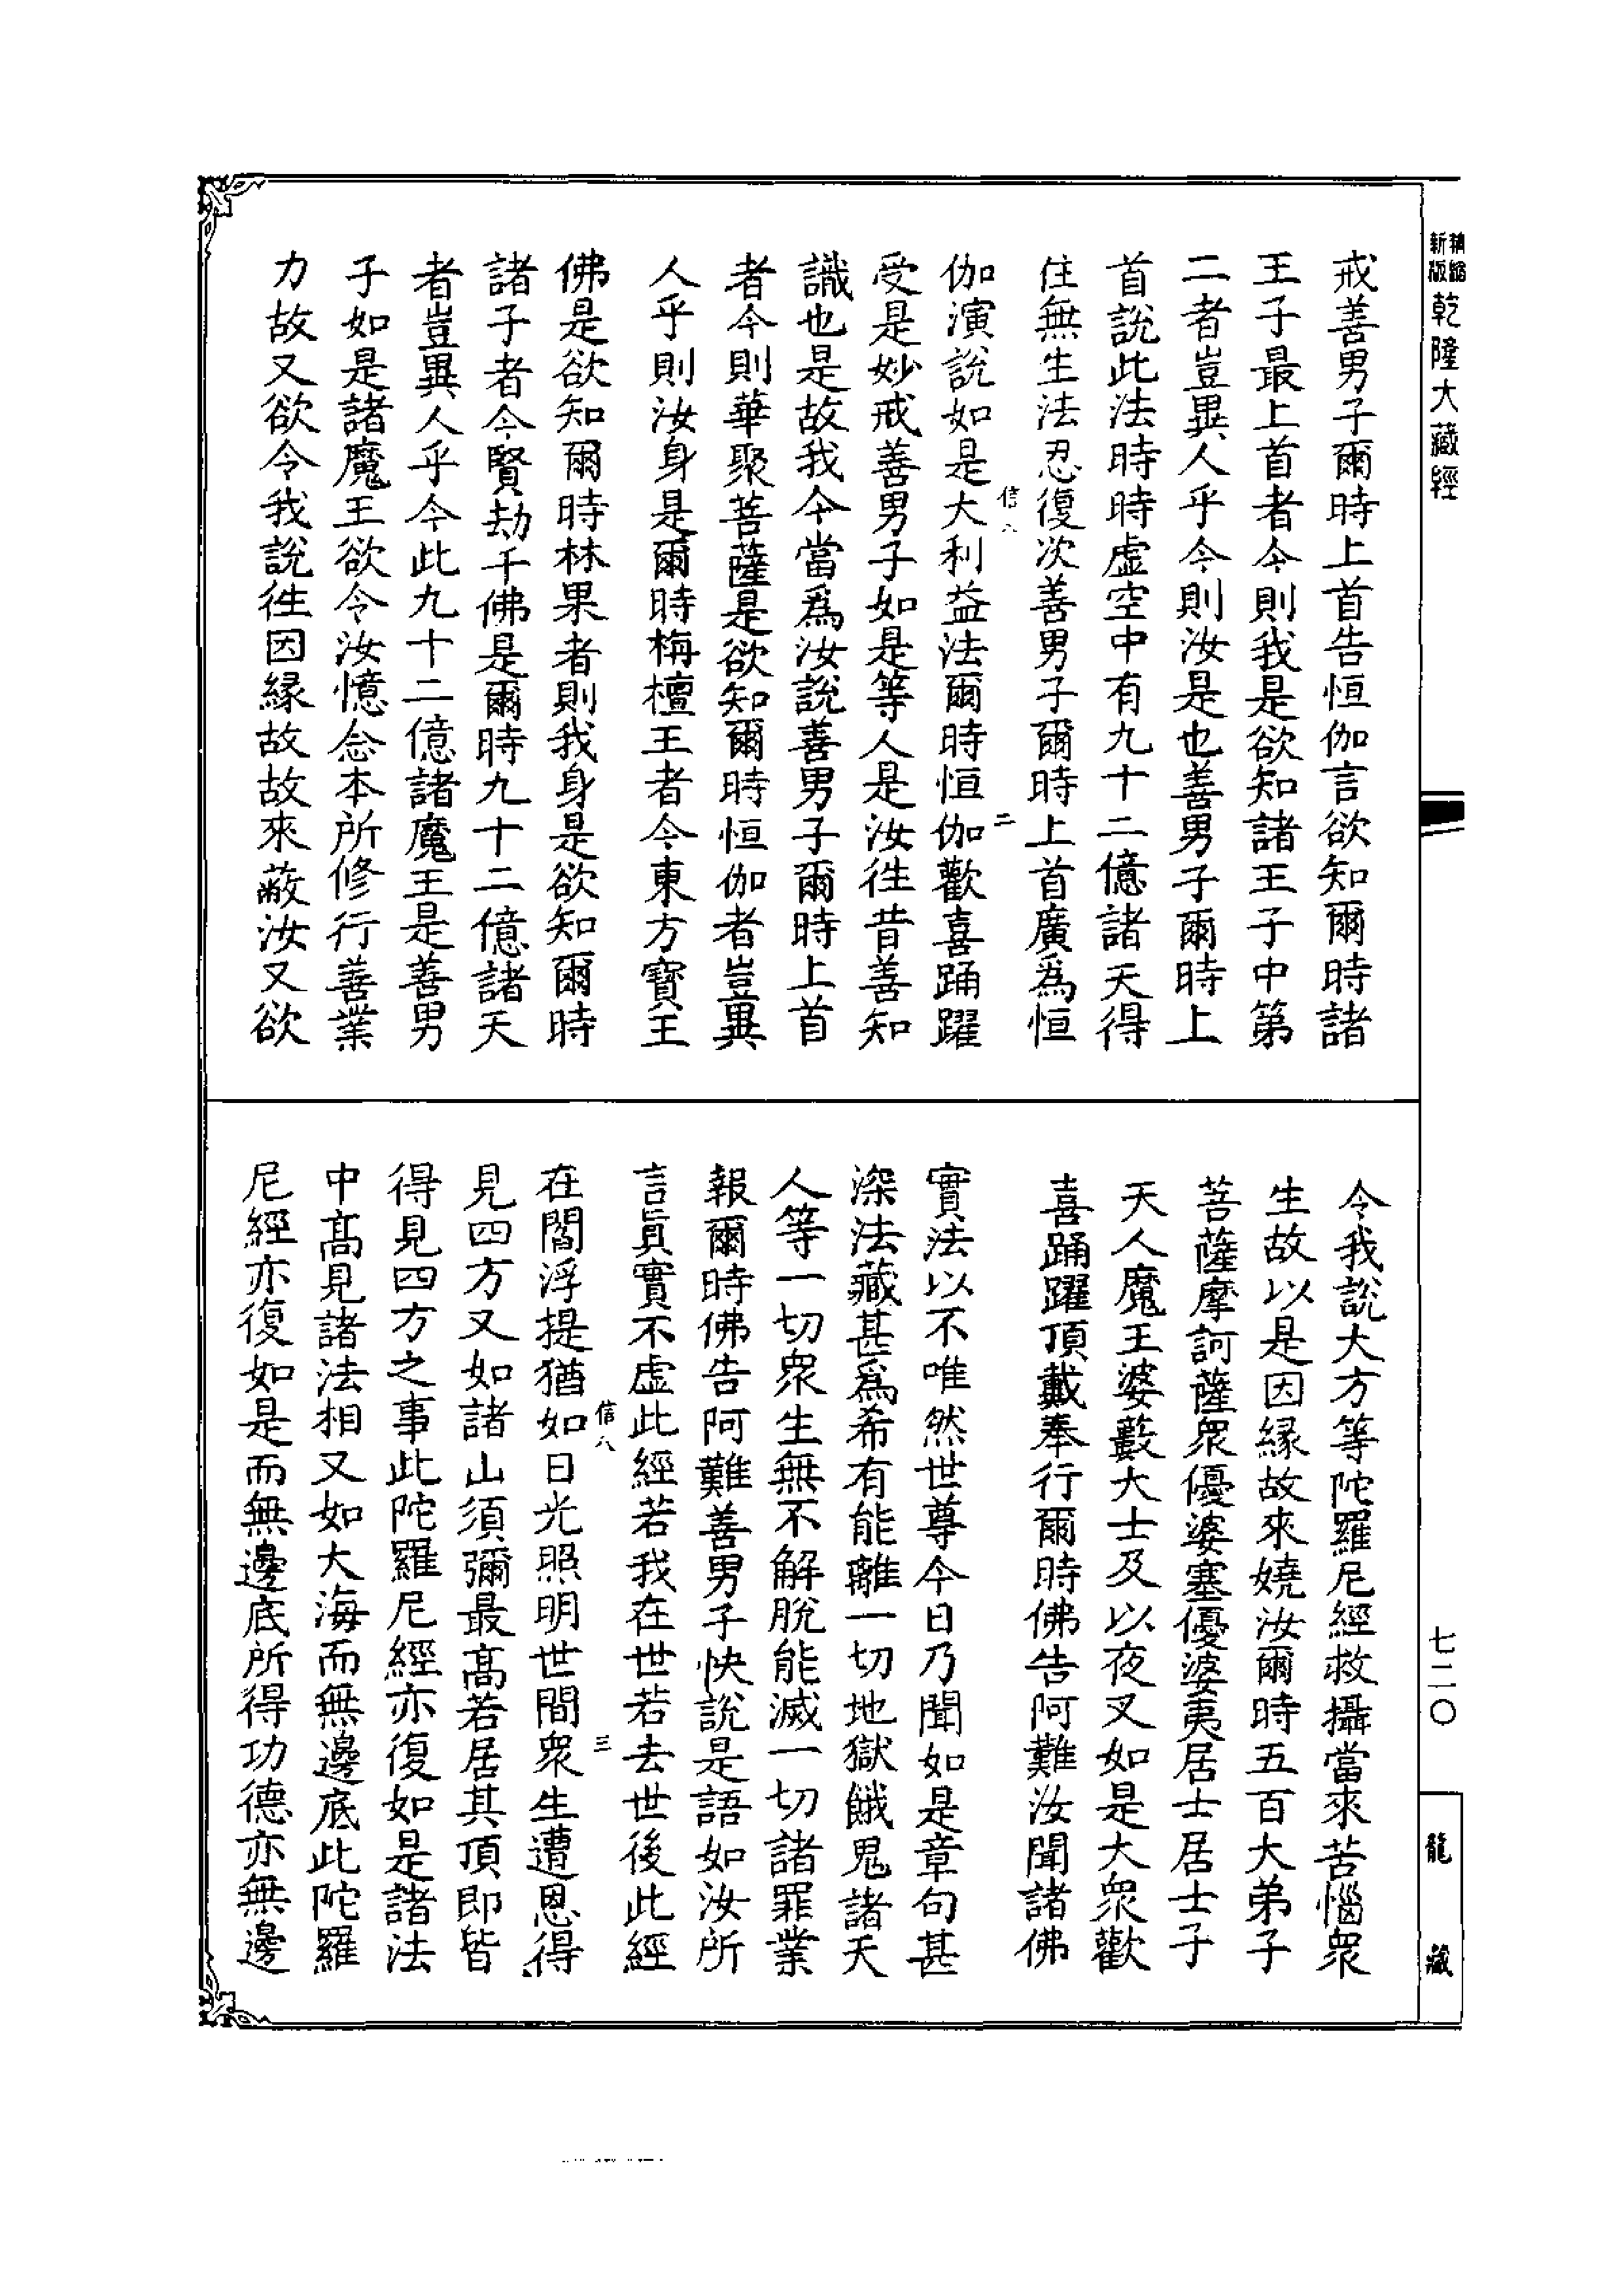 精縮
新版
乾隆大藏經
七二〇
龍藏
戒善男子爾時上首告恒伽言欲知爾時諸
王子最上首者今則我是欲知諸王子中第
二者豈異人乎今則汝是也善男子爾時上
首說此法時時虛空中有九十二億諸天得
住無生法忍復次善男子爾時上首廣爲恒
信八
二
伽演說如是大利益法爾時恒伽歡喜踊躍
受是妙戒善男子如是等人是汝徃昔善知
識也是故我今當爲汝說善男子爾時上首
者今則華聚菩薩是欲知爾時恒伽者豈異
人乎則汝身是爾時栴檀王者今東方寶王
佛是欲知爾時林果者則我身是欲知爾時
諸子者今賢劫千佛是爾時九十二億諸天
者豈異人乎今此九十二億諸魔王是善男
子如是諸魔王欲令汝憶念本所修行善業
力故又欲令我說徃因緣故故來蔽汝又欲
令我說大方等陀羅尼經救攝當來苦惱衆
生故以是因緣故來嬈汝爾時五百大弟子
菩薩摩訶薩衆優婆塞優婆夷居士居士子
天人魔王婆藪大士及以夜叉如是大衆歡
喜踊躍頂戴奉行爾時佛告阿難汝聞諸佛
實法以不唯然世尊今日乃聞如是章句甚
深法藏甚爲希有能離一切地獄餓鬼諸天
人等一切衆生無不解脫能滅一切諸罪業
報爾時佛告阿難善男子快說是語如汝所
言眞實不虛此經若我在世若去世後此經
信八
三
在閻浮提猶如日光照明世間衆生遭恩得
見四方又如諸山須彌最高若居其頂即皆
得見四方之事此陀羅尼經亦復如是諸法
中高見諸法相又如大海而無邊底此陀羅
尼經亦復如是而無邊底所得功德亦無邊